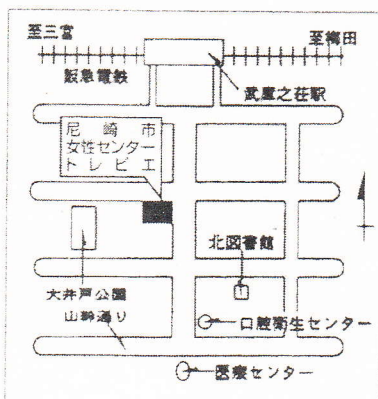 至三宮
至梅田
阪急電鉄
武庫之荘駅
尼崎市
女性センター
トレピエ
北図書館
大井戸公園
山幹通り
口腔衛生センター
医療センター